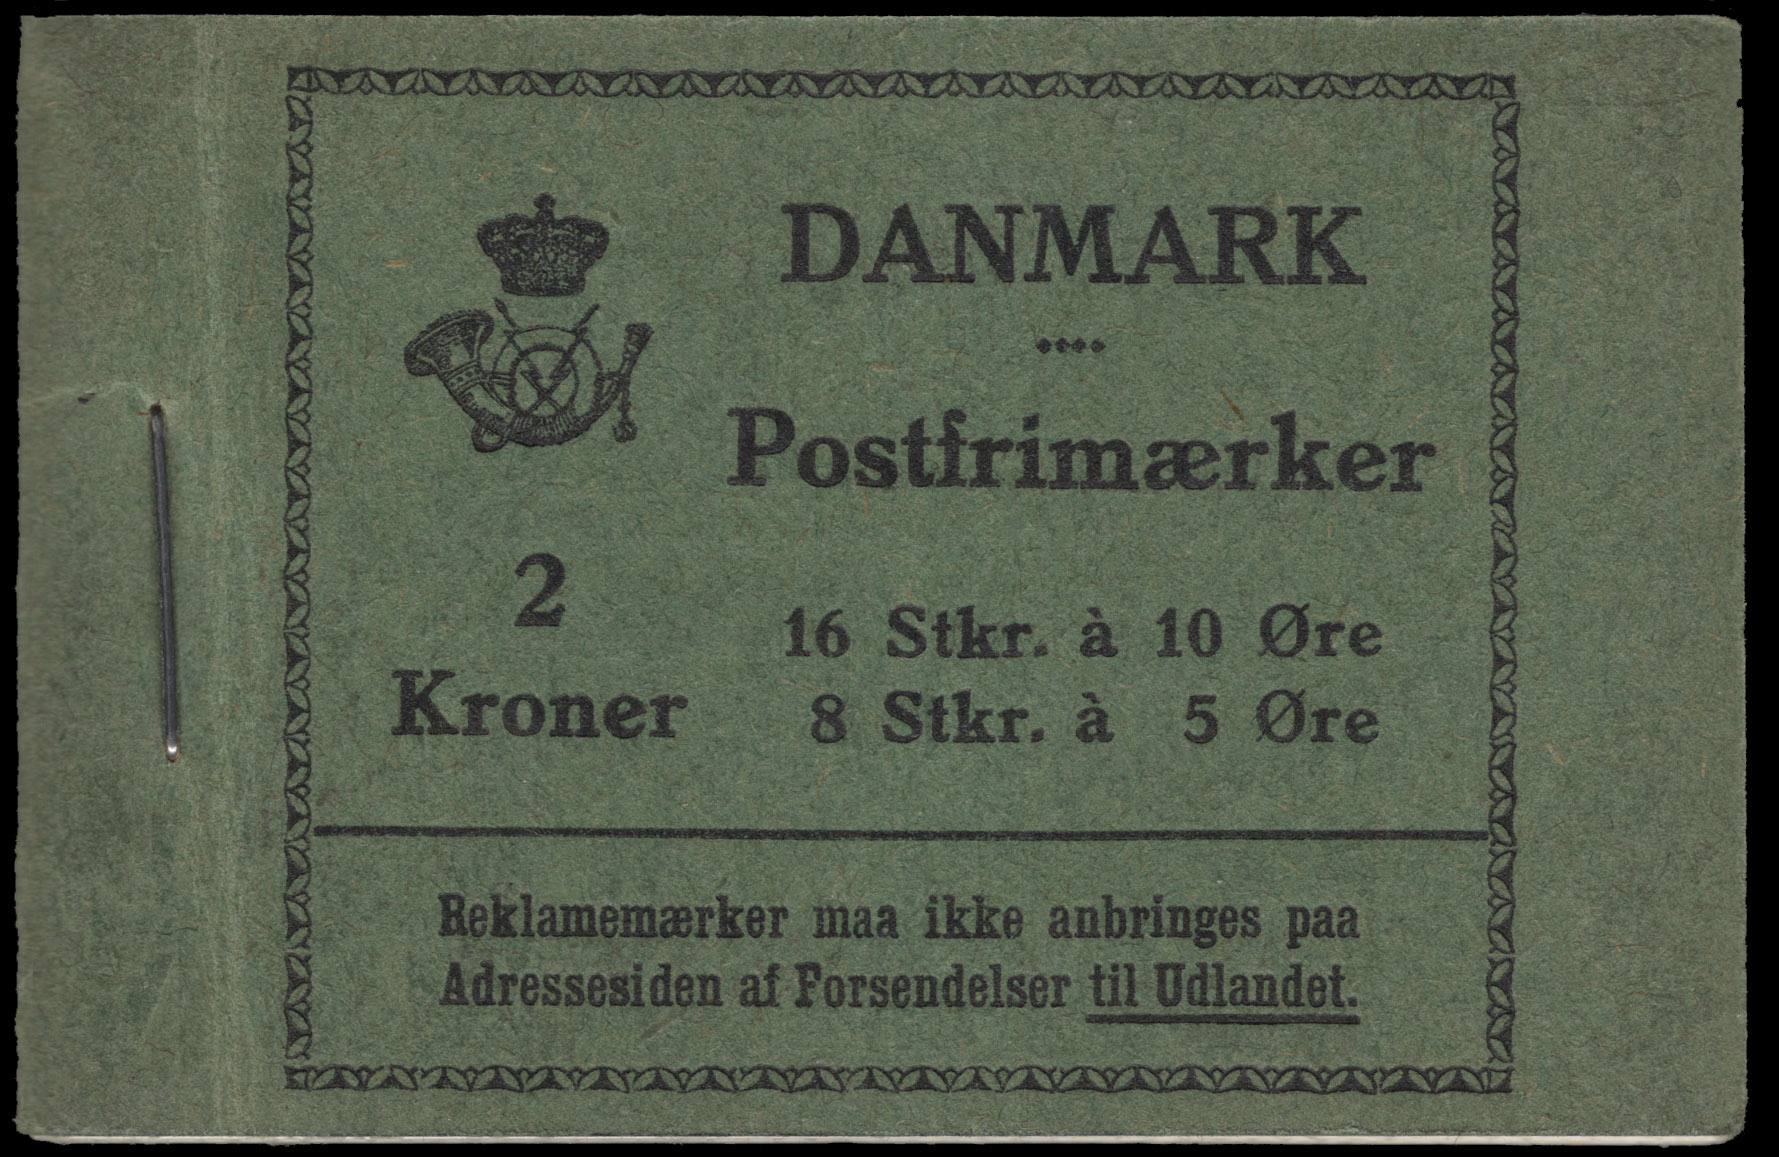 DANMARK
Postfrimærker
2
Kroner
16 Stkr. à 10 Øre
8 Stkr. à 5 Øre
Reklamemærker maa ikke anbringes paa
Adressesiden af Forsendelser til Udlandet.